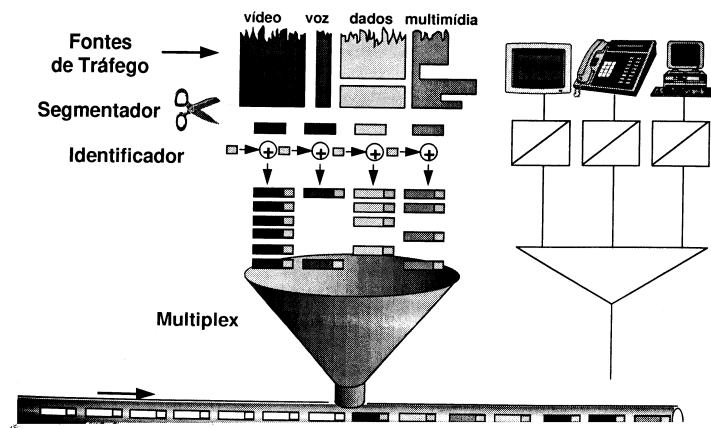 vídeo voz dados multimídia
Fontes
de Tráfego
Segmentador
Identificador
Multiplex